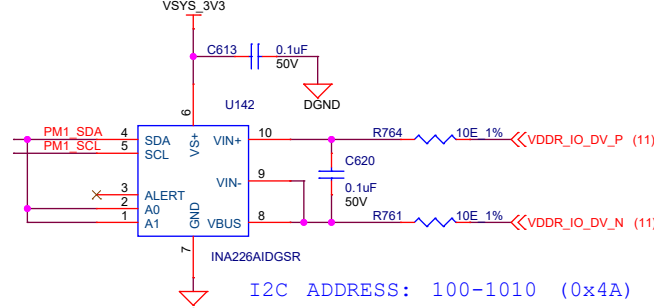 VSYS_3V3
C613
0.1uF
50V
DGND
U142
6
PM1_SDA 4 SDA VS+ VIN+ 10 R764 10E_1% VDDR_IO_DV_P (11)
PM1_SCL 5 SCL
C620
0.1uF
50V
VIN- 9
3 ALERT
2 A0
1 A1 GND VBUS 8 R761 10E_1% VDDR_IO_DV_N (11)
7
INA226AIDGSR
I2C ADDRESS: 100-1010 (0x4A)